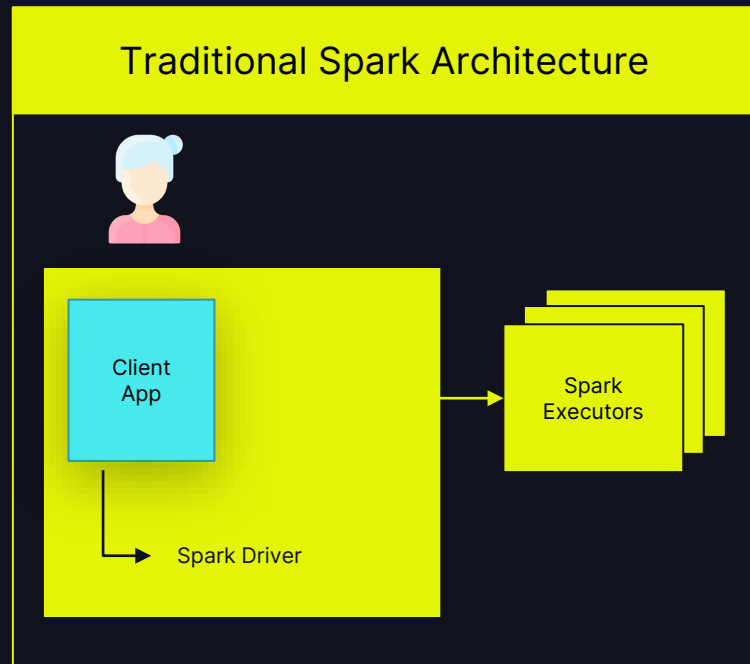 Traditional Spark Architecture
Client
App
Spark
Executors
Spark Driver